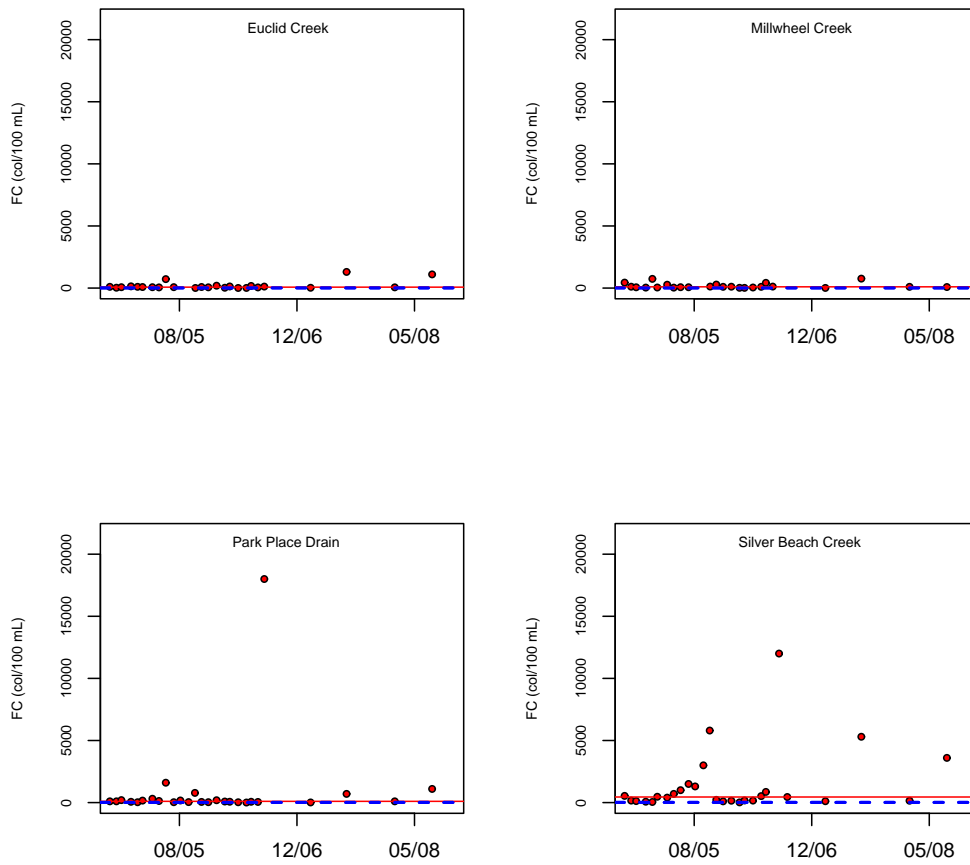 Euclid Creek
FC (col/100 mL)
20000
15000
10000
5000
0
08/05 12/06 05/08
Millwheel Creek
FC (col/100 mL)
20000
15000
10000
5000
0
08/05 12/06 05/08
Park Place Drain
FC (col/100 mL)
20000
15000
10000
5000
0
08/05 12/06 05/08
Silver Beach Creek
FC (col/100 mL)
20000
15000
10000
5000
0
08/05 12/06 05/08